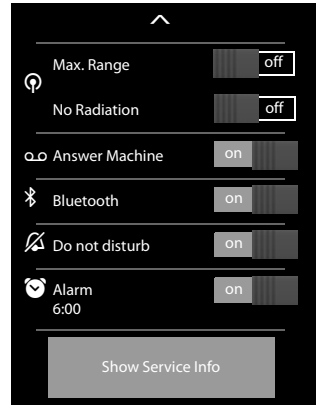 Max. Range off
No Radiation off
Answer Machine on
Bluetooth on
Do not disturb on
Alarm on
6:00
Show Service Info